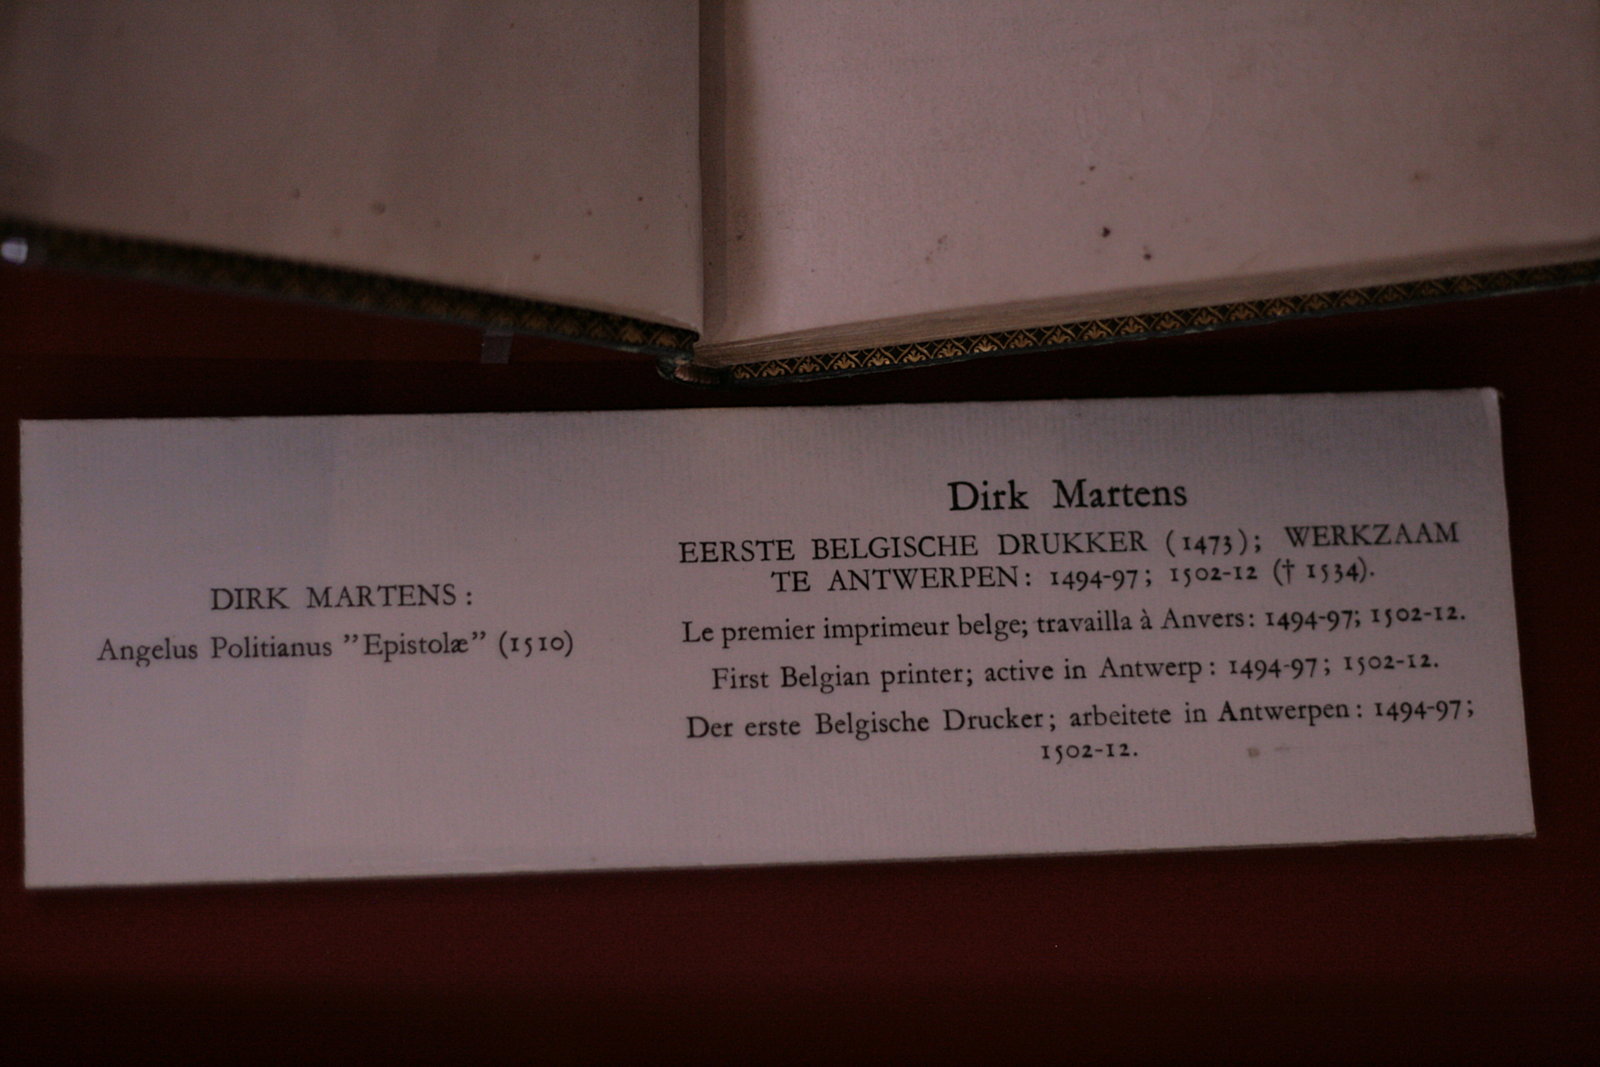 DIRK MARTENS:
Angelus Politianus ”Epistolæ” (1510)
Dirk Martens
EERSTE BELGISCHE DRUKKER (1473); WERKZAAM
TE ANTWERPEN: 1494-97; 1502-12 († 1534).
Le premier imprimeur belge; travailla à Anvers: 1494-97; 1502-12.
First Belgian printer; active in Antwerp: 1494-97; 1502-12.
Der erste Belgische Drucker; arbeitete in Antwerpen: 1494-97;
1502-12.